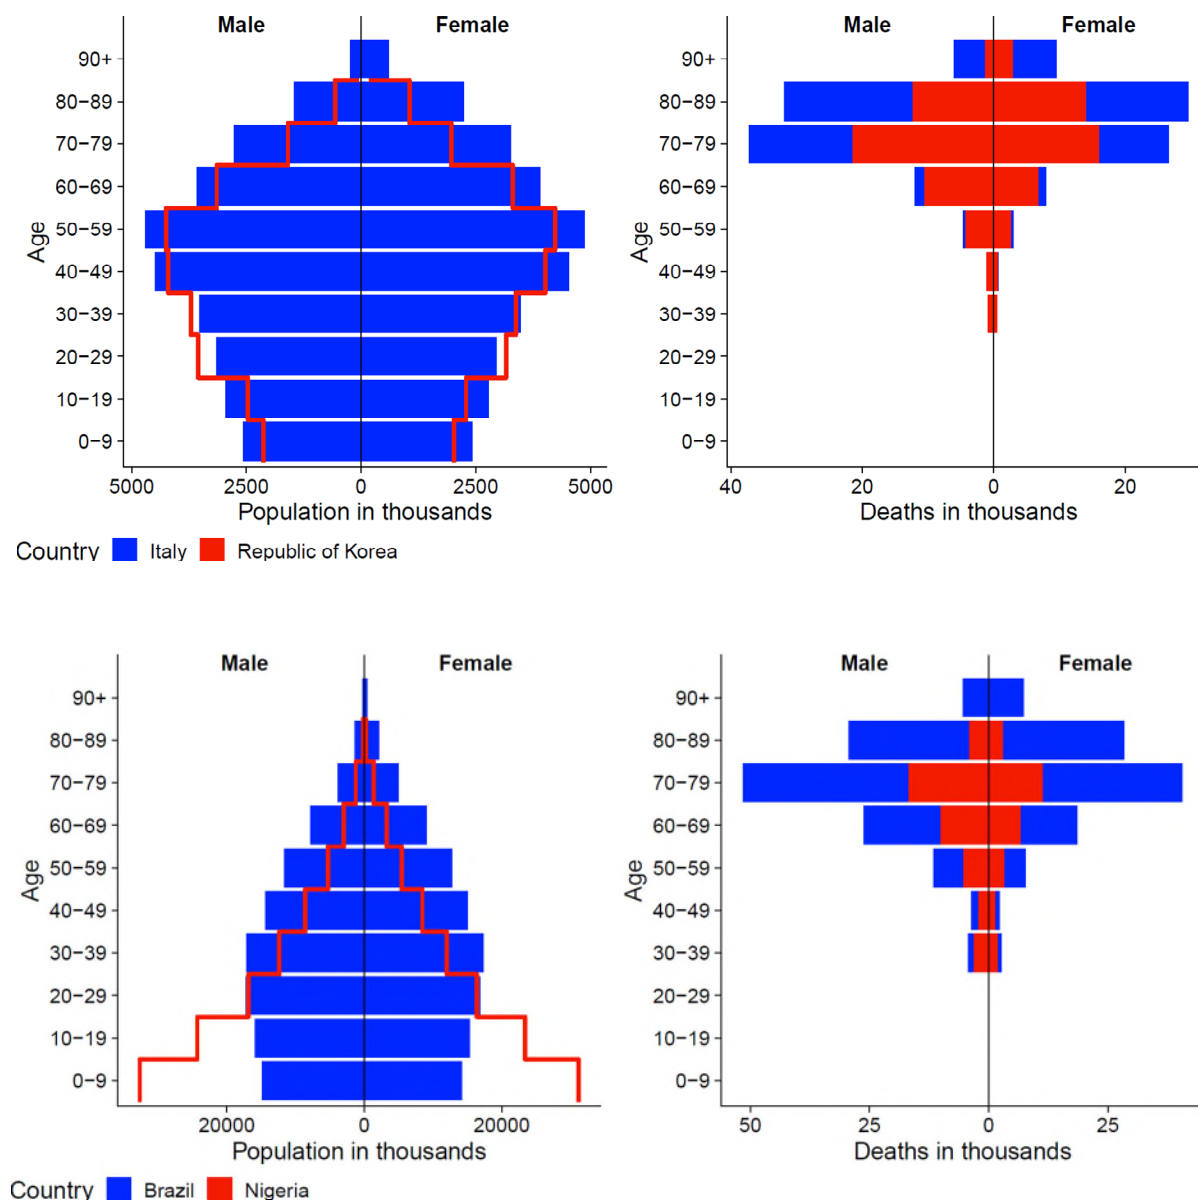 Male Female Male Female
90+ 90+
80−89 80−89
70−79 70−79
60−69 60−69
50−59 50−59
40−49 40−49
30−39 30−39
20−29 20−29
10−19 10−19
0−9 0−9
Age Age
5000 2500 0 2500 5000 40 20 0 20
Population in thousands Deaths in thousands
Country Italy Republic of Korea
Male Female Male Female
90+ 90+
80−89 80−89
70−79 70−79
60−69 60−69
50−59 50−59
40−49 40−49
30−39 30−39
20−29 20−29
10−19 10−19
0−9 0−9
Age Age
20000 0 20000 50 25 0 25
Population in thousands Deaths in thousands
Country Brazil Nigeria